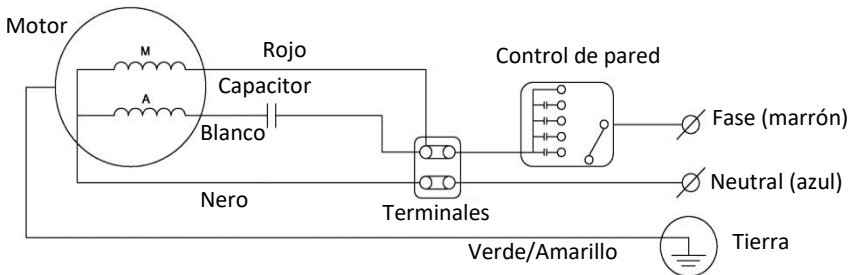 Motor
M
Rojo
Control de pared
A
Capacitor
Blanco
Fase (marrón)
Nero
Terminales
Neutral (azul)
Verde/Amarillo
Tierra